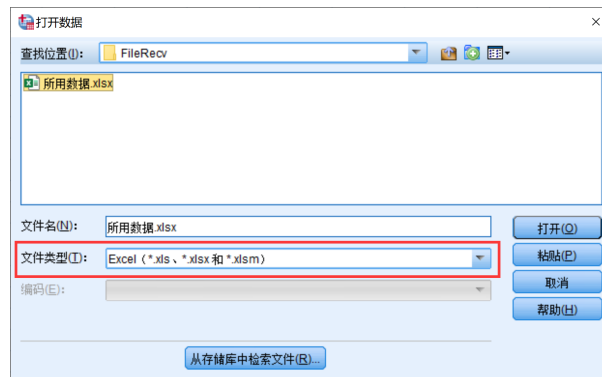 打开数据
查找位置(I): FileRecv
所用数据.xlsx
文件名(N): 所用数据.xlsx 打开(O)
文件类型(T): Excel（*.xls、*.xlsx 和 *.xlsm） 粘贴(P)
编码(E): 取消
帮助(H)
从存储库中检索文件(R)...